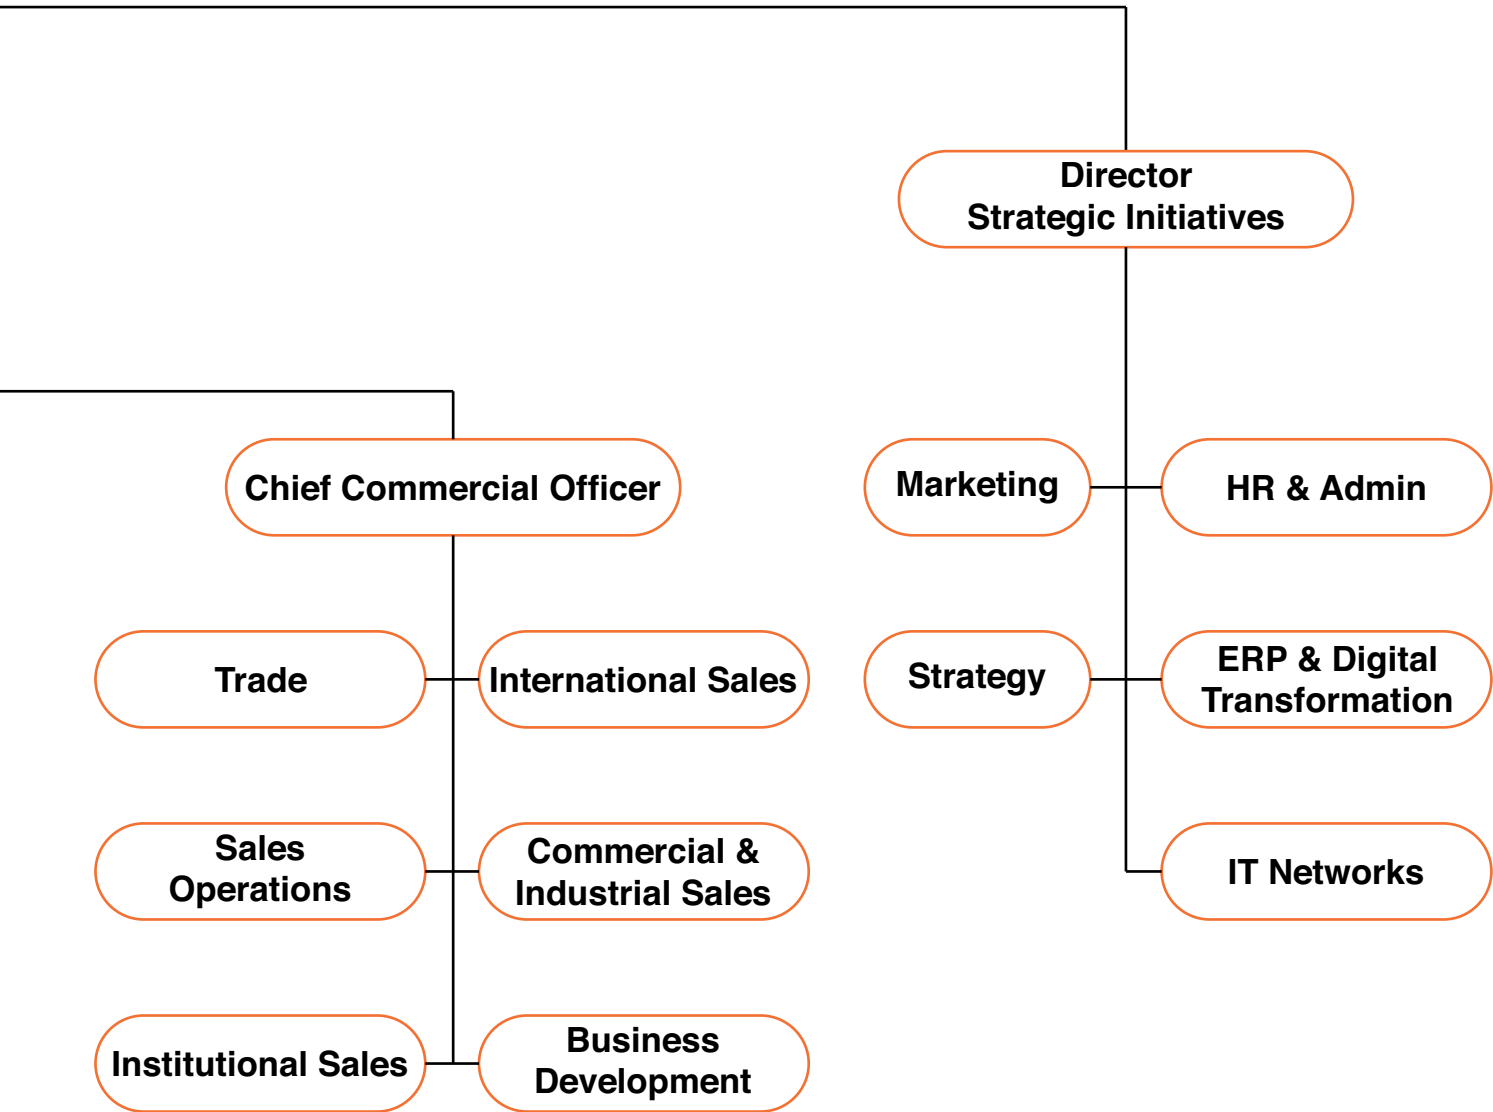 Director
Strategic Initiatives
Chief Commercial Officer
Marketing
HR & Admin
Trade
International Sales
Strategy
ERP & Digital
Transformation
Sales
Operations
Commercial &
Industrial Sales
IT Networks
Institutional Sales
Business
Development